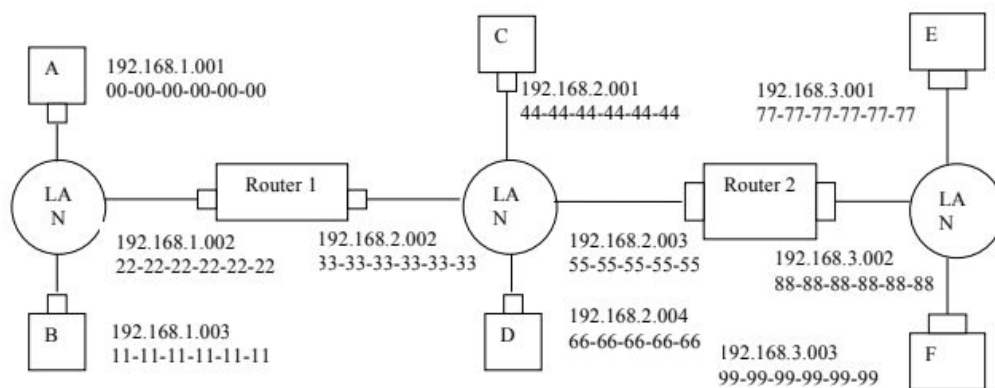 A
192.168.1.001
00-00-00-00-00-00
C
192.168.2.001
44-44-44-44-44-44
E
192.168.3.001
77-77-77-77-77-77
LA
N
Router 1
LA
N
Router 2
LA
N
192.168.1.002
22-22-22-22-22-22
192.168.2.002
33-33-33-33-33-33
192.168.2.003
55-55-55-55-55
192.168.3.002
88-88-88-88-88-88
B
192.168.1.003
11-11-11-11-11-11
D
192.168.2.004
66-66-66-66-66
192.168.3.003
99-99-99-99-99-99
F